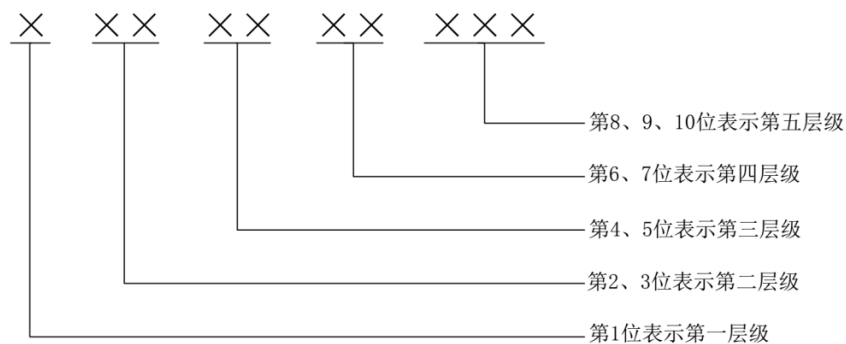 × ×× ×× ×× ×××
第8、9、10位表示第五层级
第6、7位表示第四层级
第4、5位表示第三层级
第2、3位表示第二层级
第1位表示第一层级